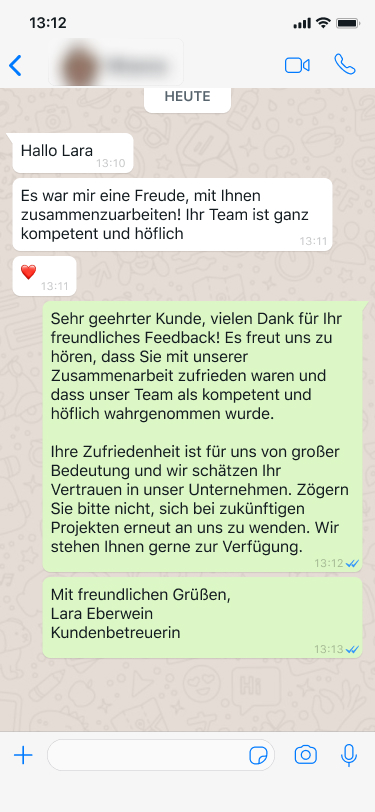 13:12
HEUTE
Hallo Lara
13:10
Es war mir eine Freude, mit Ihnen
zusammenzuarbeiten! Ihr Team ist ganz
kompetent und höflich
13:11
13:11
Sehr geehrter Kunde, vielen Dank für Ihr
freundliches Feedback! Es freut uns zu
hören, dass Sie mit unserer
Zusammenarbeit zufrieden waren und
dass unser Team als kompetent und
höflich wahrgenommen wurde.
Ihre Zufriedenheit ist für uns von großer
Bedeutung und wir schätzen Ihr
Vertrauen in unser Unternehmen. Zögern
Sie bitte nicht, sich bei zukünftigen
Projekten erneut an uns zu wenden. Wir
stehen Ihnen gerne zur Verfügung.
13:12
Mit freundlichen Grüßen,
Lara Eberwein
Kundenbetreuerin
13:13